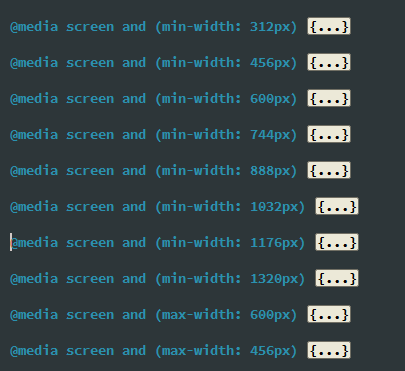 @media screen and (min-width: 312px) {...}
@media screen and (min-width: 456px) {...}
@media screen and (min-width: 600px) {...}
@media screen and (min-width: 744px) {...}
@media screen and (min-width: 888px) {...}
@media screen and (min-width: 1032px) {...}
@media screen and (min-width: 1176px) {...}
@media screen and (min-width: 1320px) {...}
@media screen and (max-width: 600px) {...}
@media screen and (max-width: 456px) {...}